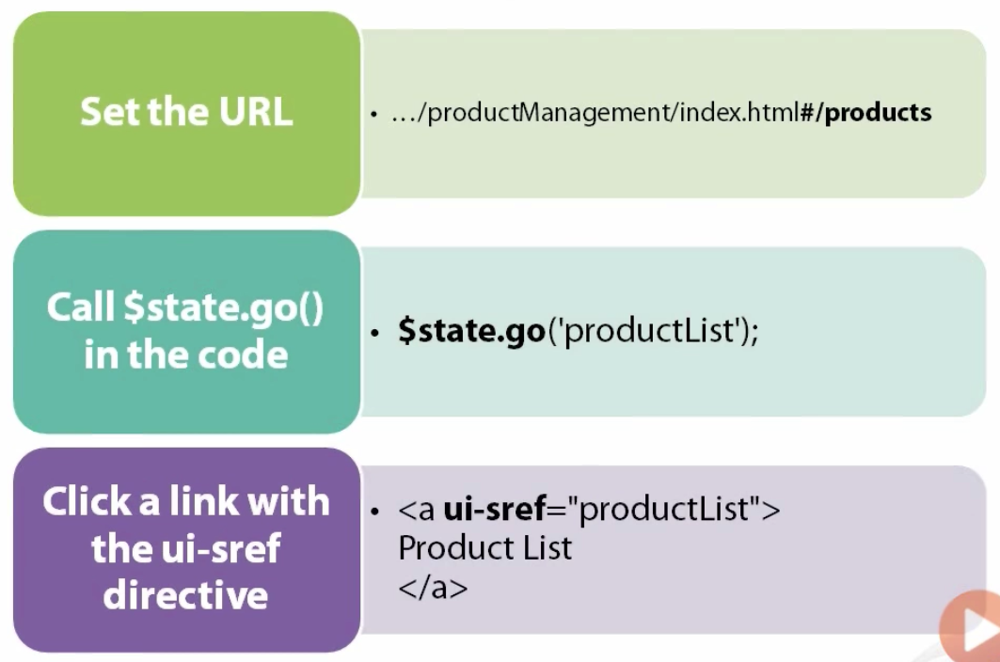 Set the URL
• …/productManagement/index.html#/products
Call $state.go()
in the code
• $state.go('productList');
Click a link with
the ui-sref
directive
• <a ui-sref="productList">
Product List
</a>